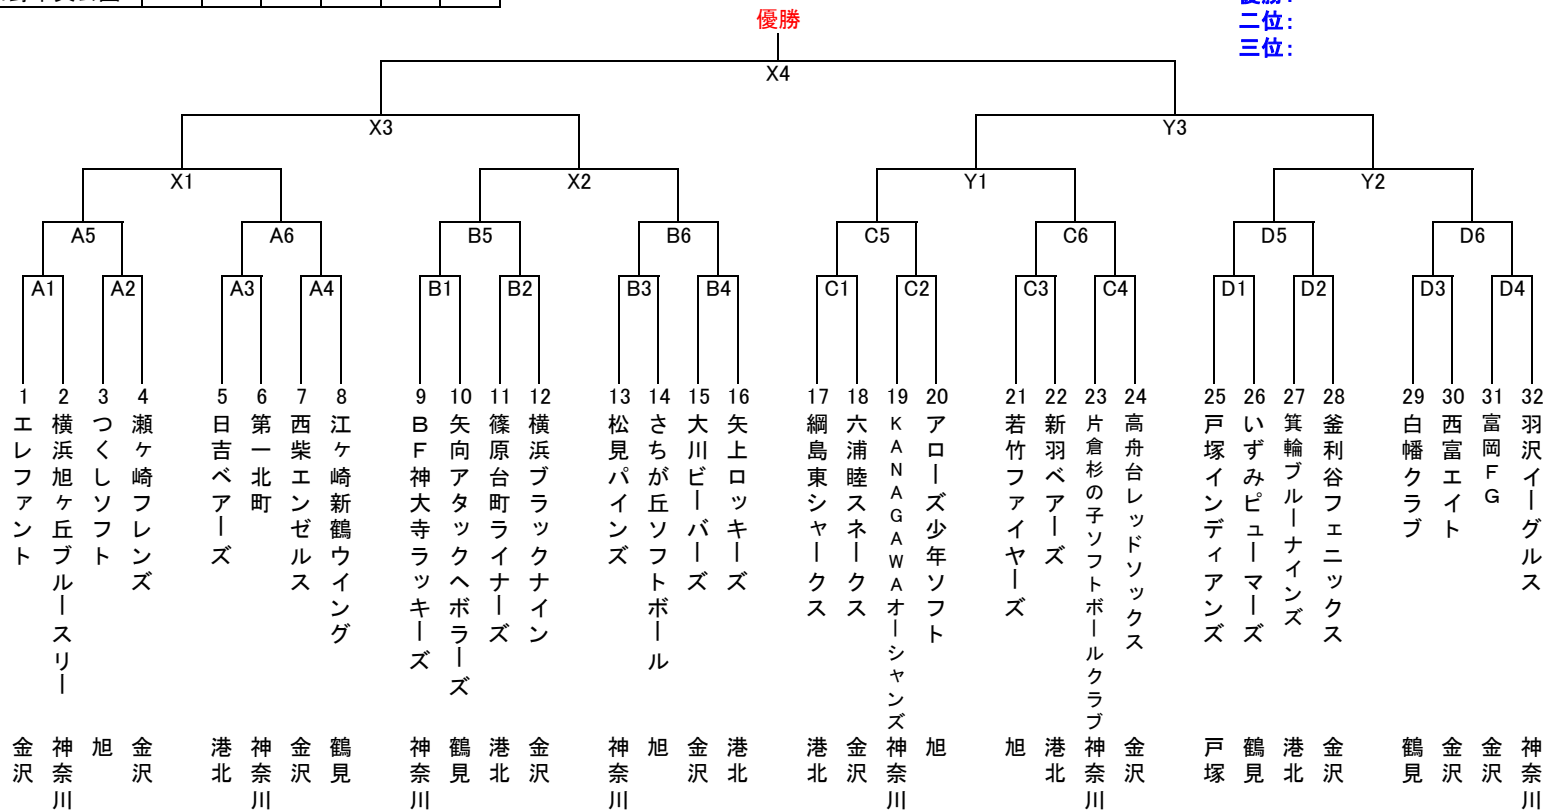 優勝
優勝：
二位：
三位：
X4
X3
Y3
X1
X2
Y1
Y2
A5
A6
B5
B6
C5
C6
D5
D6
A1
A2
A3
A4
B1
B2
B3
B4
C1
C2
C3
C4
D1
D2
D3
D4
1 エレファント 金沢
2 横浜旭ヶ丘ブルースリー 神奈川
3 つくしソフト 旭
4 瀬ヶ崎フレンズ 金沢
5 日吉ベアーズ 港北
6 第一北町 神奈川
7 西柴エンゼルス 金沢
8 江ヶ崎新鶴ウイング 鶴見
9 ＢＦ神大寺ラッキーズ 神奈川
10 矢向アタックヘボラーズ 鶴見
11 篠原台町ライナーズ 港北
12 横浜ブラックナイン 金沢
13 松見パインズ 神奈川
14 さちが丘ソフトボール 旭
15 大川ビーバーズ 金沢
16 矢上ロッキーズ 港北
17 綱島東シャークス 港北
18 六浦睦スネークス 金沢
19 ＫＡＮＡＧＡＷＡオーシャンズ 神奈川
20 アローズ少年ソフト 旭
21 若竹ファイヤーズ 旭
22 新羽ベアーズ 港北
23 片倉杉の子ソフトボールクラブ 神奈川
24 高舟台レッドソックス 金沢
25 戸塚インディアンズ 戸塚
26 いずみピューマーズ 鶴見
27 箕輪ブルーナインズ 港北
28 釜利谷フェニックス 金沢
29 白幡クラブ 鶴見
30 西富エイト 金沢
31 富岡ＦＧ 金沢
32 羽沢イーグルス 神奈川